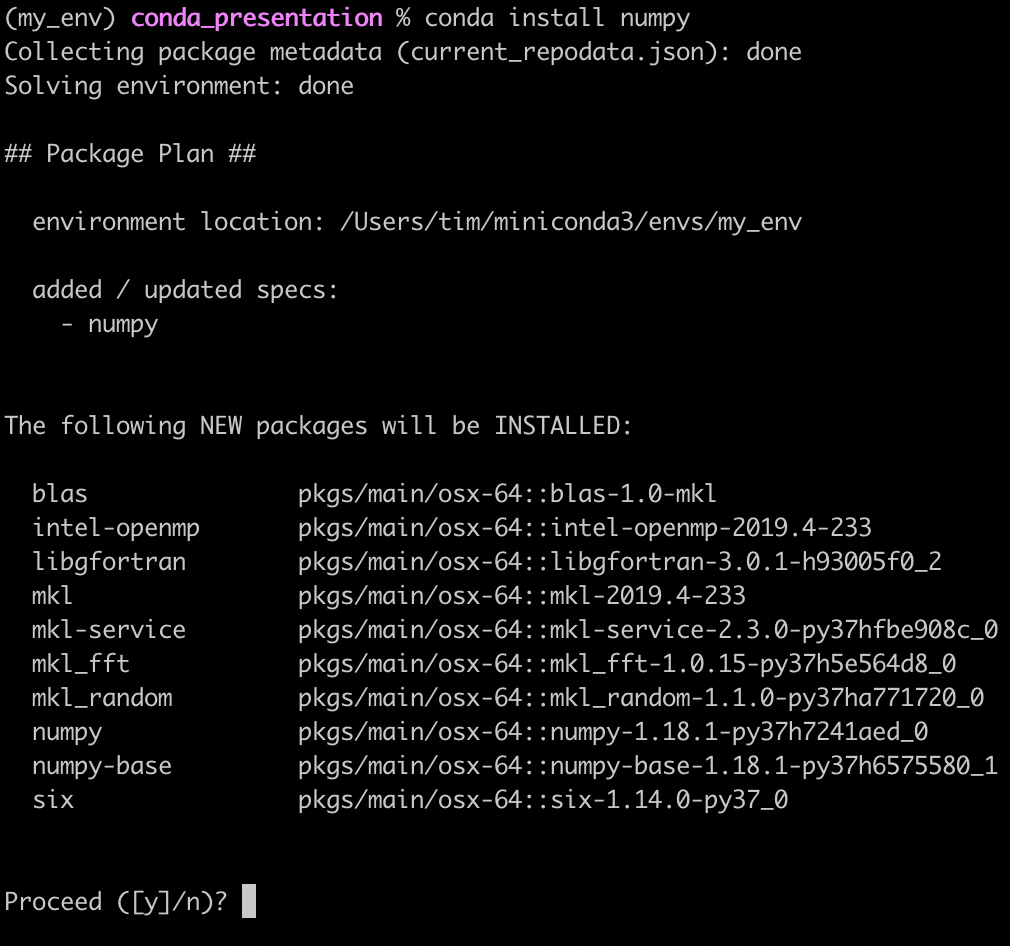 (my_env) conda_presentation % conda install numpy
Collecting package metadata (current_repodata.json): done
Solving environment: done
## Package Plan ##
environment location: /Users/tim/miniconda3/envs/my_env
added / updated specs:
- numpy
The following NEW packages will be INSTALLED:
blas pkgs/main/osx-64::blas-1.0-mkl
intel-openmp pkgs/main/osx-64::intel-openmp-2019.4-233
libgfortran pkgs/main/osx-64::libgfortran-3.0.1-h93005f0_2
mkl pkgs/main/osx-64::mkl-2019.4-233
mkl-service pkgs/main/osx-64::mkl-service-2.3.0-py37hfbe908c_0
mkl_fft pkgs/main/osx-64::mkl_fft-1.0.15-py37h5e564d8_0
mkl_random pkgs/main/osx-64::mkl_random-1.1.0-py37ha771720_0
numpy pkgs/main/osx-64::numpy-1.18.1-py37h7241aed_0
numpy-base pkgs/main/osx-64::numpy-base-1.18.1-py37h6575580_1
six pkgs/main/osx-64::six-1.14.0-py37_0
Proceed ([y]/n)?